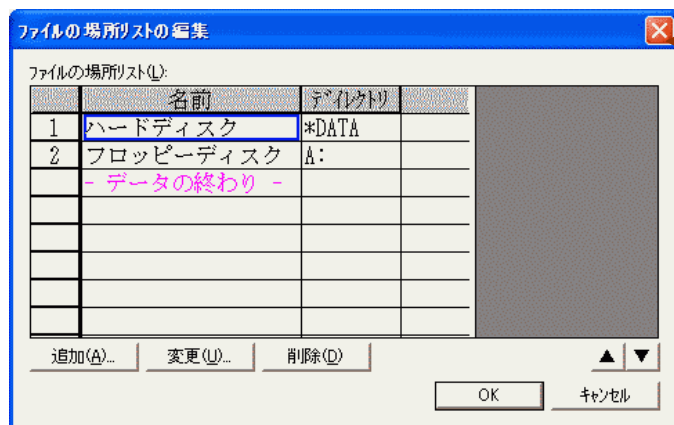 ファイルの場所リストの編集
ファイルの場所リスト(L):
名前 ディレクトリ
1 ハードディスク *DATA
2 フロッピーディスク A:
- データの終わり -
追加(A)... 変更(U)... 削除(D) ▲ ▼
OK キャンセル